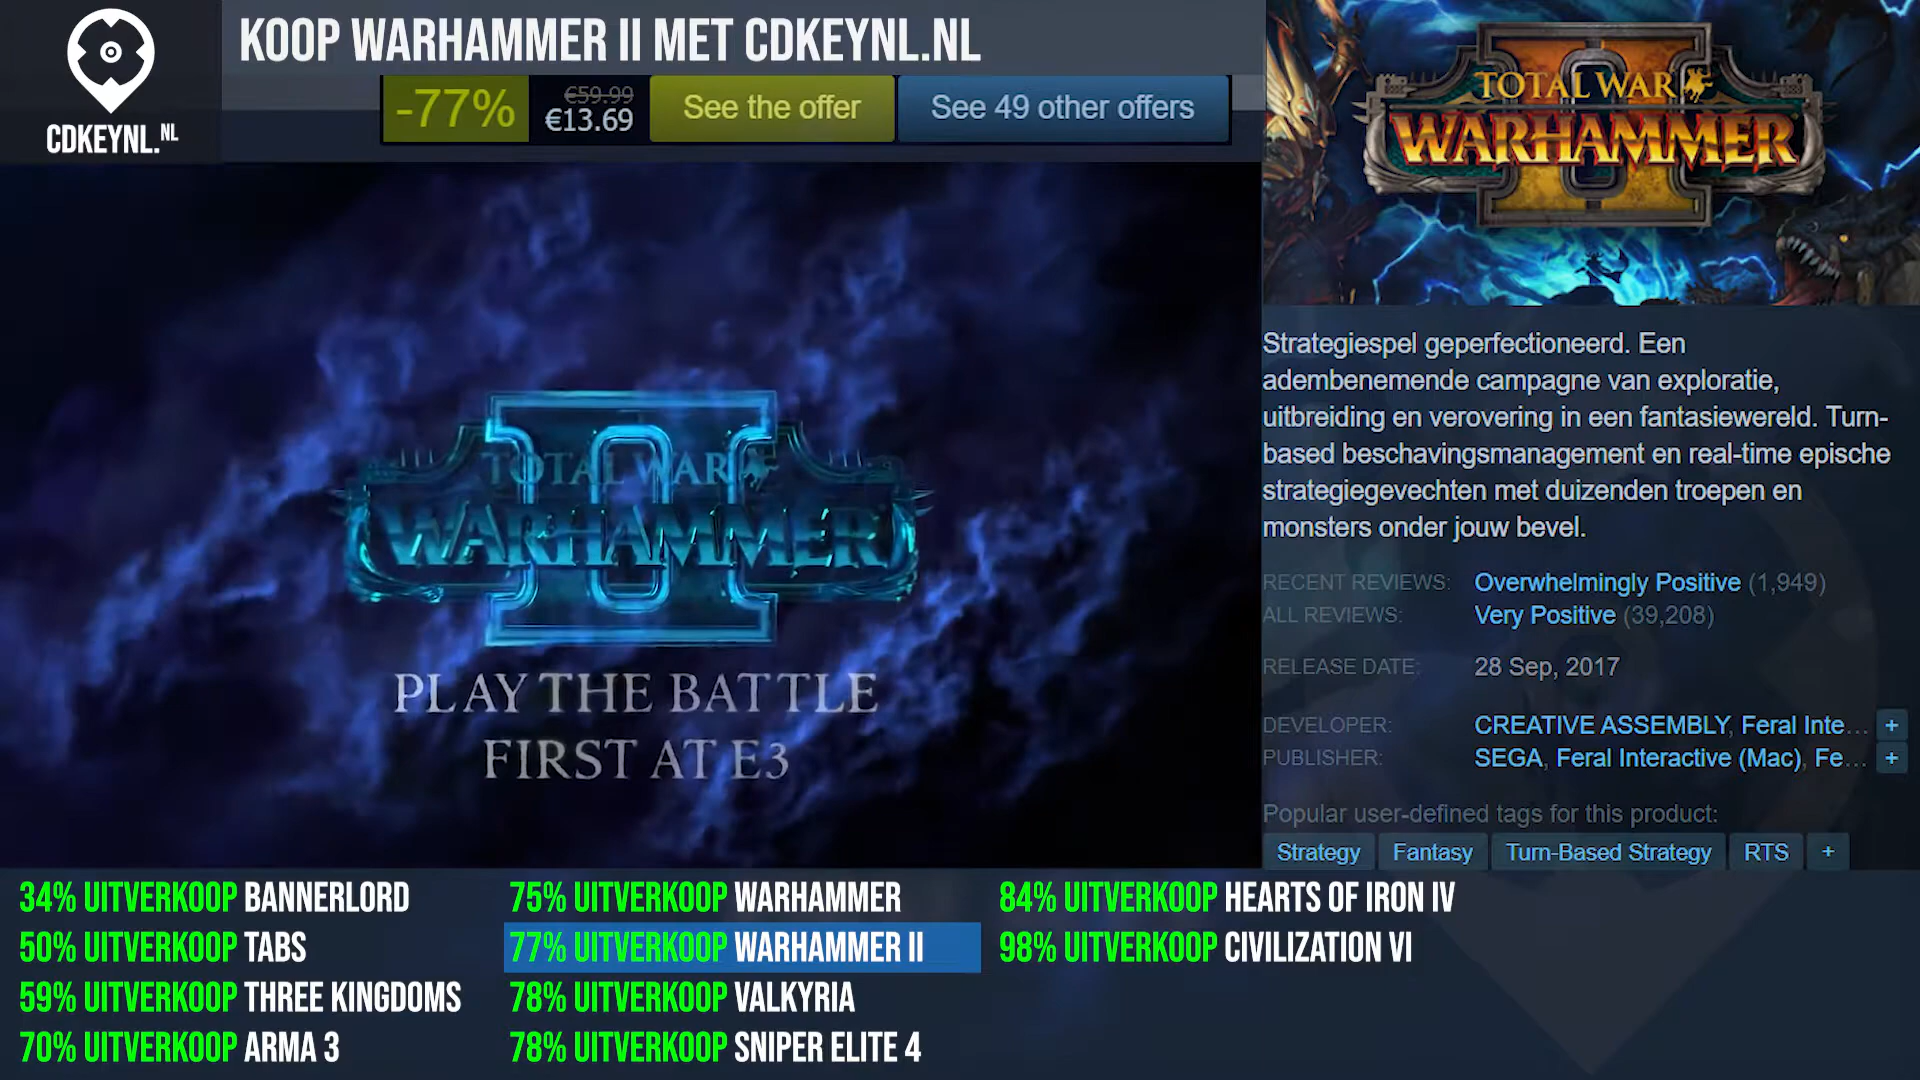 CDKEYNL.NL
KOOP WARHAMMER II MET CDKEYNL.NL
-77%
€59.99
€13.69
See the offer
See 49 other offers
TOTAL WAR
WARHAMMER
II
TOTAL WAR
WARHAMMER
II
PLAY THE BATTLE
FIRST AT E3
Strategiespel geperfectioneerd. Een
adembenemende campagne van exploratie,
uitbreiding en verovering in een fantasiewereld. Turn-
based beschavingsmanagement en real-time epische
strategiegevechten met duizenden troepen en
monsters onder jouw bevel.
RECENT REVIEWS: Overwhelmingly Positive (1,949)
ALL REVIEWS: Very Positive (39,208)
RELEASE DATE: 28 Sep, 2017
DEVELOPER: CREATIVE ASSEMBLY, Feral Inte... +
PUBLISHER: SEGA, Feral Interactive (Mac), Fe... +
Popular user-defined tags for this product:
Strategy Fantasy Turn-Based Strategy RTS +
34% UITVERKOOP BANNERLORD
50% UITVERKOOP TABS
59% UITVERKOOP THREE KINGDOMS
70% UITVERKOOP ARMA 3
75% UITVERKOOP WARHAMMER
77% UITVERKOOP WARHAMMER II
78% UITVERKOOP VALKYRIA
78% UITVERKOOP SNIPER ELITE 4
84% UITVERKOOP HEARTS OF IRON IV
98% UITVERKOOP CIVILIZATION VI